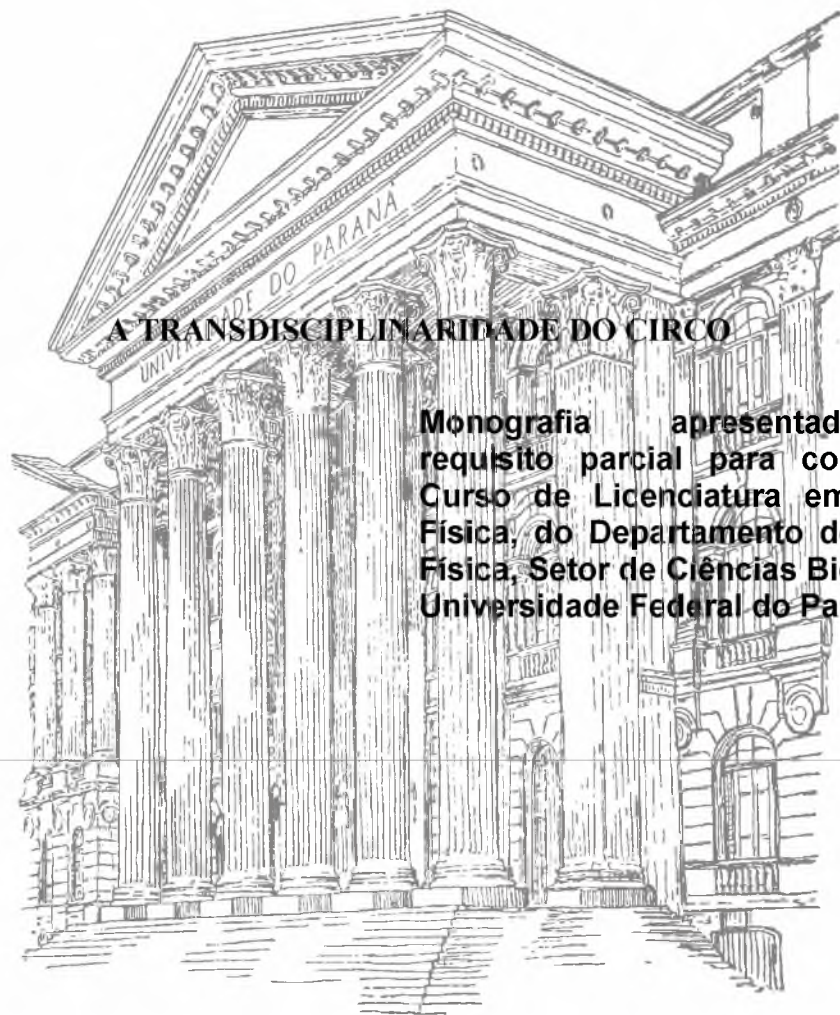 UNIVERSIDADE DO PARANÁ
A TRANSDISCIPLINARIDADE DO CIRCO
Monografia apresentad
requisito parcial para co
Curso de Licenciatura em
Física, do Departamento d
Física, Setor de Ciências Bi
Universidade Federal do Pa